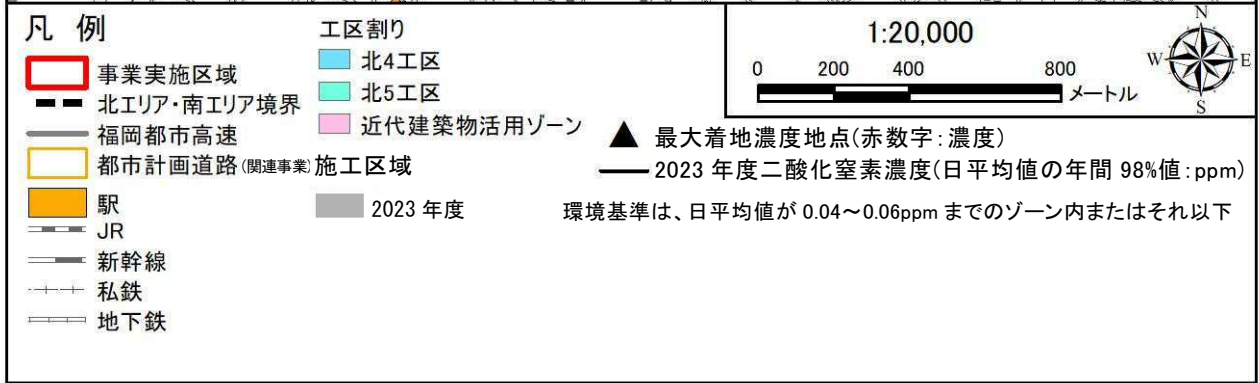 凡 例
事業実施区域
北エリア・南エリア境界
福岡都市高速
都市計画道路(関連事業)
駅
JR
新幹線
私鉄
地下鉄
工区割り
北4工区
北5工区
近代建築物活用ゾーン
施工区域
2023 年度
1:20,000
0 200 400 800
メートル
N
W E
S
最大着地濃度地点(赤数字:濃度)
2023 年度二酸化窒素濃度(日平均値の年間 98%値:ppm)
環境基準は、日平均値が 0.04~0.06ppm までのゾーン内またはそれ以下